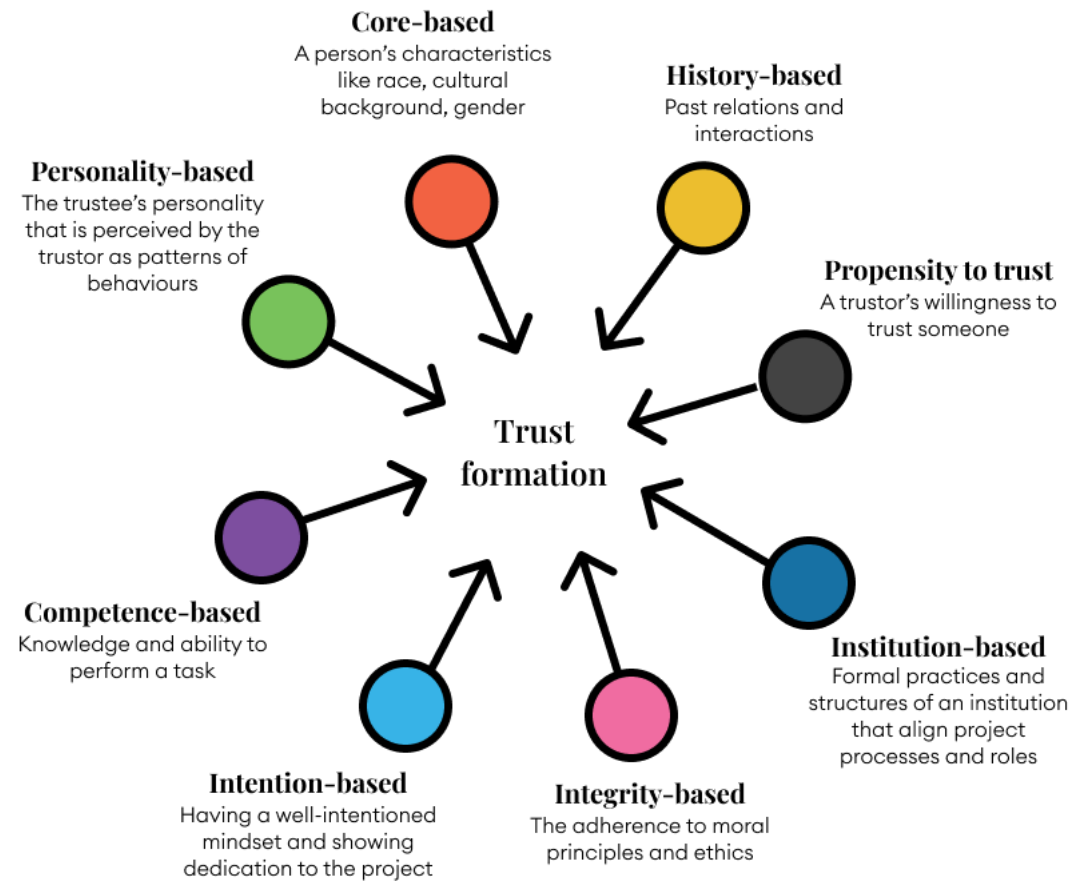 Core-based
A person's characteristics
like race, cultural
background, gender
History-based
Past relations and
interactions
Personality-based
The trustee's personality
that is perceived by the
trustor as patterns of
behaviours
Propensity to trust
A trustor's willingness to
trust someone
Trust
formation
Competence-based
Knowledge and ability to
perform a task
Institution-based
Formal practices and
structures of an institution
that align project
processes and roles
Intention-based
Having a well-intentioned
mindset and showing
dedication to the project
Integrity-based
The adherence to moral
principles and ethics